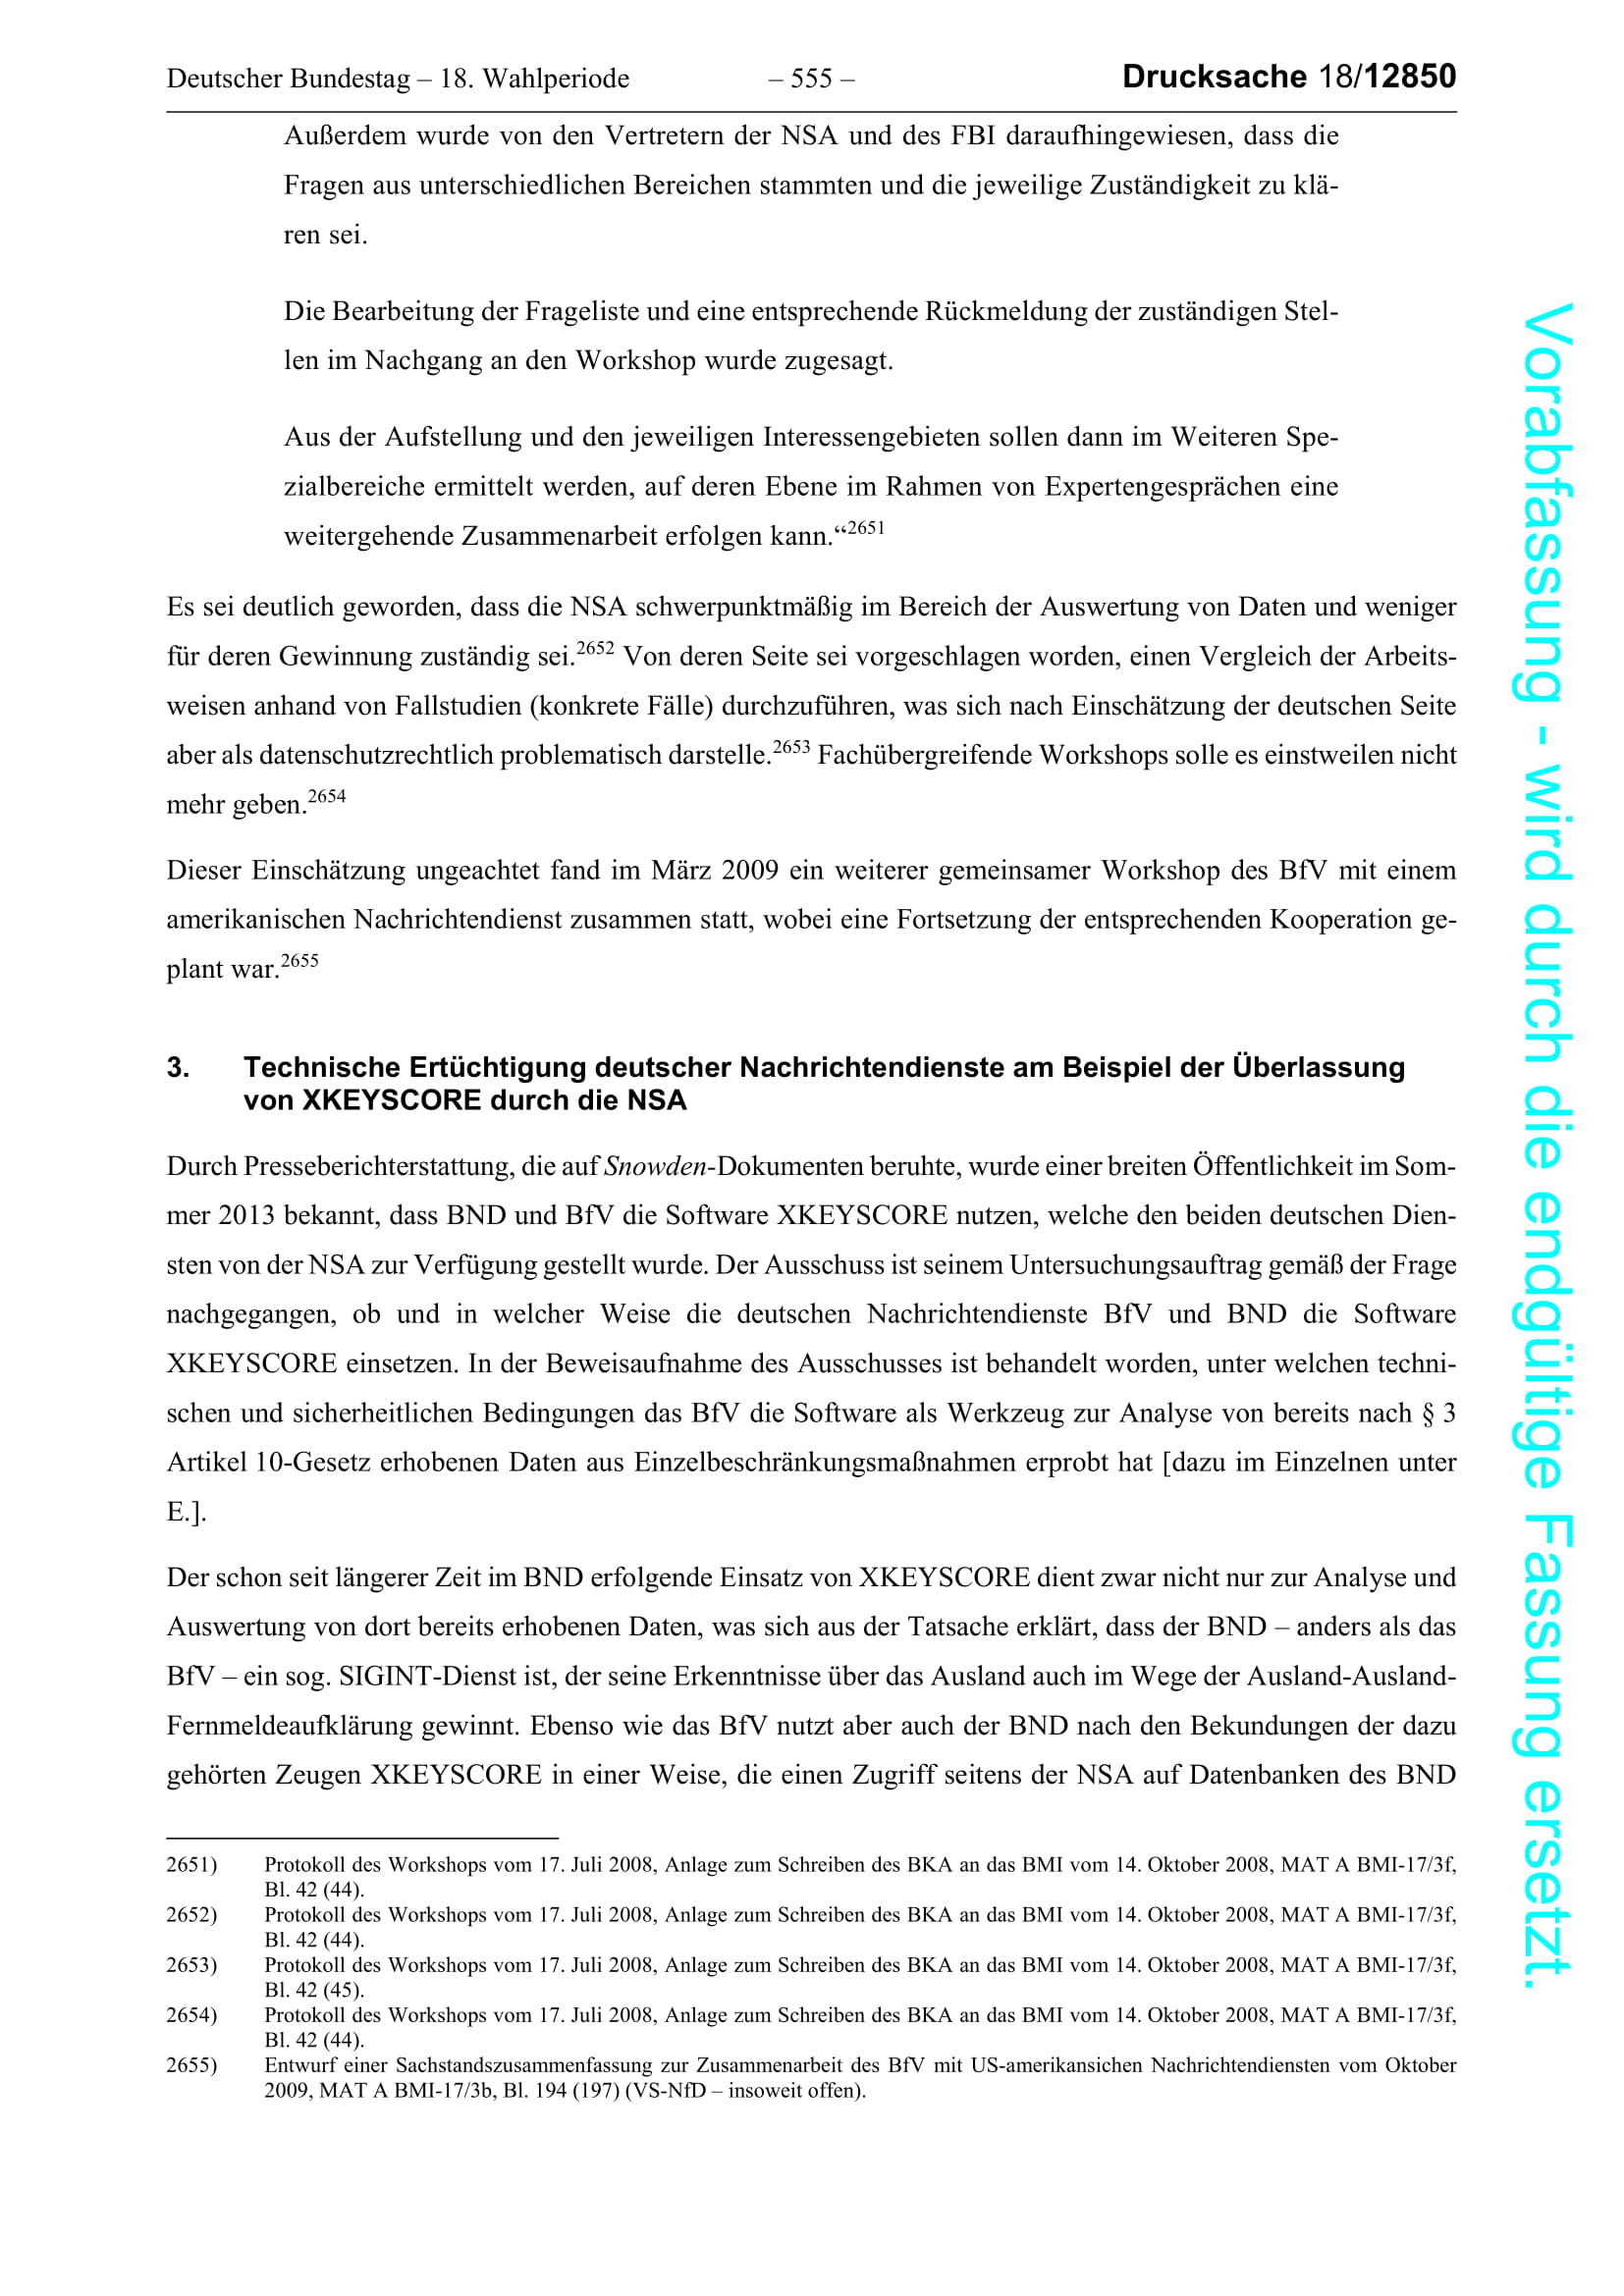 Deutscher Bundestag – 18. Wahlperiode – 555 – Drucksache 18/12850
Außerdem wurde von den Vertretern der NSA und des FBI daraufhingewiesen, dass die
Fragen aus unterschiedlichen Bereichen stammten und die jeweilige Zuständigkeit zu klä-
ren sei.
Die Bearbeitung der Frageliste und eine entsprechende Rückmeldung der zuständigen Stel-
len im Nachgang an den Workshop wurde zugesagt.
Aus der Aufstellung und den jeweiligen Interessengebieten sollen dann im Weiteren Spe-
zialbereiche ermittelt werden, auf deren Ebene im Rahmen von Expertengesprächen eine
weitergehende Zusammenarbeit erfolgen kann.“2651
Es sei deutlich geworden, dass die NSA schwerpunktmäßig im Bereich der Auswertung von Daten und weniger
für deren Gewinnung zuständig sei.2652 Von deren Seite sei vorgeschlagen worden, einen Vergleich der Arbeits-
weisen anhand von Fallstudien (konkrete Fälle) durchzuführen, was sich nach Einschätzung der deutschen Seite
aber als datenschutzrechtlich problematisch darstelle.2653 Fachübergreifende Workshops solle es einstweilen nicht
mehr geben.2654
Dieser Einschätzung ungeachtet fand im März 2009 ein weiterer gemeinsamer Workshop des BfV mit einem
amerikanischen Nachrichtendienst zusammen statt, wobei eine Fortsetzung der entsprechenden Kooperation ge-
plant war.2655
3. Technische Ertüchtigung deutscher Nachrichtendienste am Beispiel der Überlassung
von XKEYSCORE durch die NSA
Durch Presseberichterstattung, die auf Snowden-Dokumenten beruhte, wurde einer breiten Öffentlichkeit im Som-
mer 2013 bekannt, dass BND und BfV die Software XKEYSCORE nutzen, welche den beiden deutschen Dien-
sten von der NSA zur Verfügung gestellt wurde. Der Ausschuss ist seinem Untersuchungsauftrag gemäß der Frage
nachgegangen, ob und in welcher Weise die deutschen Nachrichtendienste BfV und BND die Software
XKEYSCORE einsetzen. In der Beweisaufnahme des Ausschusses ist behandelt worden, unter welchen techni-
schen und sicherheitlichen Bedingungen das BfV die Software als Werkzeug zur Analyse von bereits nach § 3
Artikel 10-Gesetz erhobenen Daten aus Einzelbeschränkungsmaßnahmen erprobt hat [dazu im Einzelnen unter
E.].
Der schon seit längerer Zeit im BND erfolgende Einsatz von XKEYSCORE dient zwar nicht nur zur Analyse und
Auswertung von dort bereits erhobenen Daten, was sich aus der Tatsache erklärt, dass der BND – anders als das
BfV – ein sog. SIGINT-Dienst ist, der seine Erkenntnisse über das Ausland auch im Wege der Ausland-Ausland-
Fernmeldeaufklärung gewinnt. Ebenso wie das BfV nutzt aber auch der BND nach den Bekundungen der dazu
gehörten Zeugen XKEYSCORE in einer Weise, die einen Zugriff seitens der NSA auf Datenbanken des BND
2651) Protokoll des Workshops vom 17. Juli 2008, Anlage zum Schreiben des BKA an das BMI vom 14. Oktober 2008, MAT A BMI-17/3f,
Bl. 42 (44).
2652) Protokoll des Workshops vom 17. Juli 2008, Anlage zum Schreiben des BKA an das BMI vom 14. Oktober 2008, MAT A BMI-17/3f,
Bl. 42 (44).
2653) Protokoll des Workshops vom 17. Juli 2008, Anlage zum Schreiben des BKA an das BMI vom 14. Oktober 2008, MAT A BMI-17/3f,
Bl. 42 (45).
2654) Protokoll des Workshops vom 17. Juli 2008, Anlage zum Schreiben des BKA an das BMI vom 14. Oktober 2008, MAT A BMI-17/3f,
Bl. 42 (44).
2655) Entwurf einer Sachstandszusammenfassung zur Zusammenarbeit des BfV mit US-amerikansichen Nachrichtendiensten vom Oktober
2009, MAT A BMI-17/3b, Bl. 194 (197) (VS-NfD – insoweit offen).
Vorabfassung - wird durch die endgültige Fassung ersetzt.